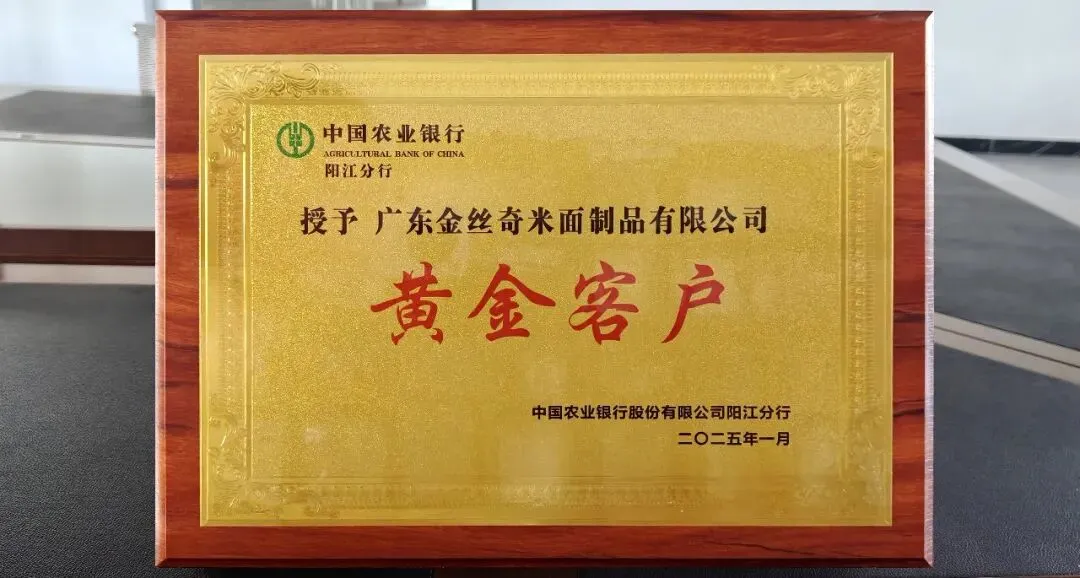 中国农业银行
AGRICULTURAL BANK OF CHINA
阳江分行
授予 广东金丝奇米面制品有限公司
黄金客户
中国农业银行股份有限公司阳江分行
二〇二五年一月